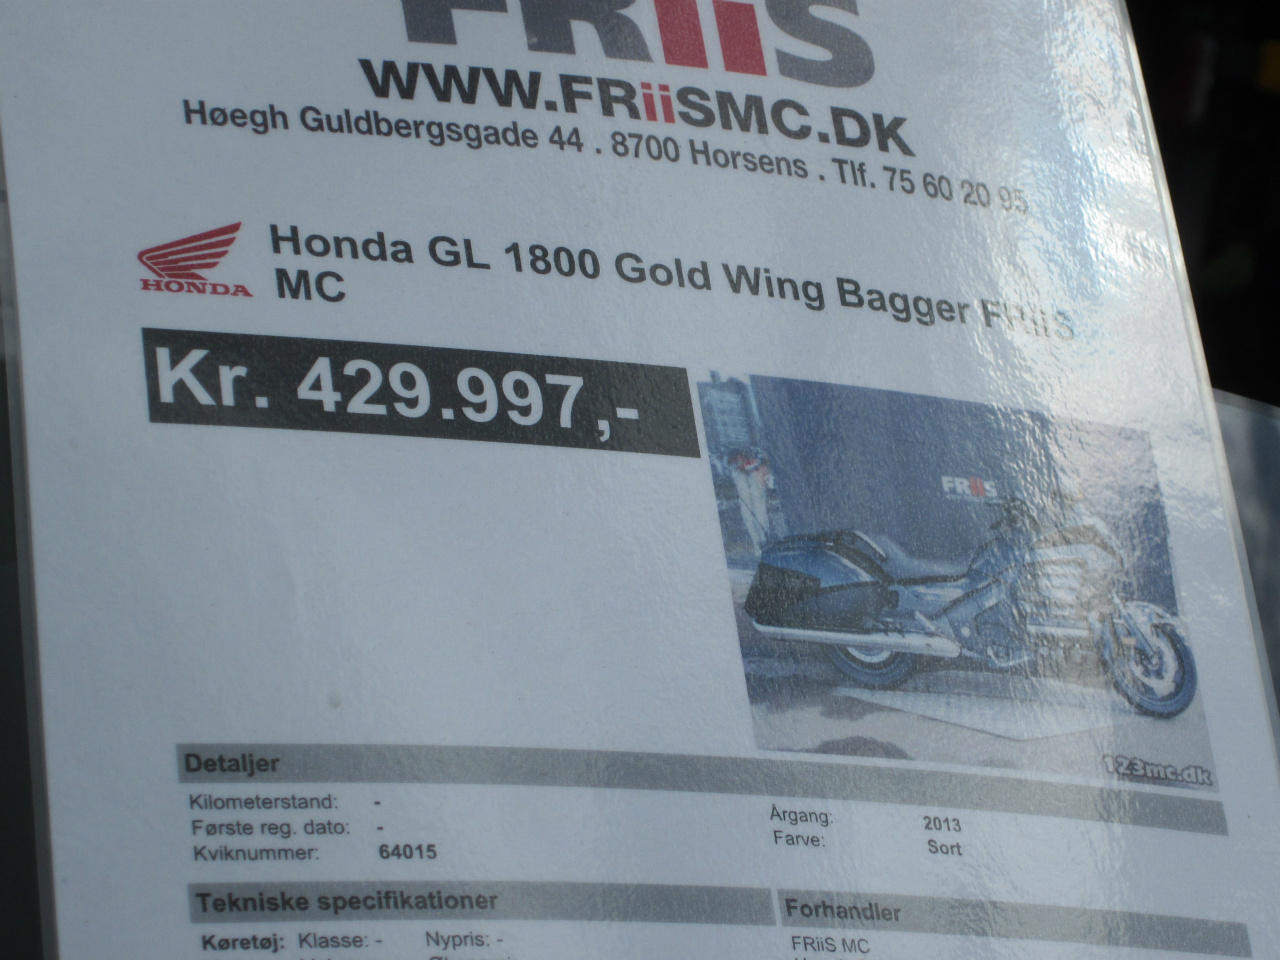 FRiiS
WWW.FRiiSMC.DK
Høegh Guldbergsgade 44 . 8700 Horsens . Tlf. 75 60 20 95
HONDA
Honda GL 1800 Gold Wing Bagger FRiiS
MC
Kr. 429.997,-
FRiiS
123mc.dk
Detaljer
Kilometerstand: -
Første reg. dato: -
Kviknummer: 64015
Årgang: 2013
Farve: Sort
Tekniske specifikationer
Køretøj: Klasse: - Nypris: -
Forhandler
FRiiS MC